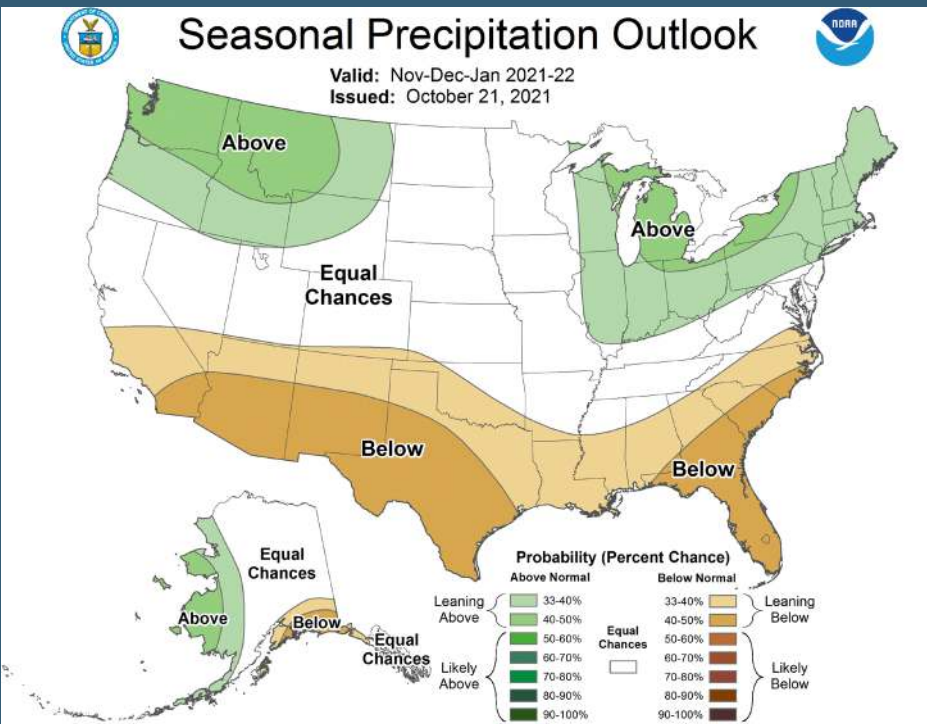 Seasonal Precipitation Outlook
NOAA
Valid: Nov-Dec-Jan 2021-22
Issued: October 21, 2021
Above
Above
Equal
Chances
Below
Below
Equal
Chances
Above
Below
Equal
Chances
Probability (Percent Chance)
Above Normal
Below Normal
Leaning
Above
33-40%
40-50%
Likely
Above
50-60%
60-70%
70-80%
80-90%
90-100%
Equal
Chances
33-40%
40-50%
Leaning
Below
50-60%
60-70%
70-80%
80-90%
90-100%
Likely
Below